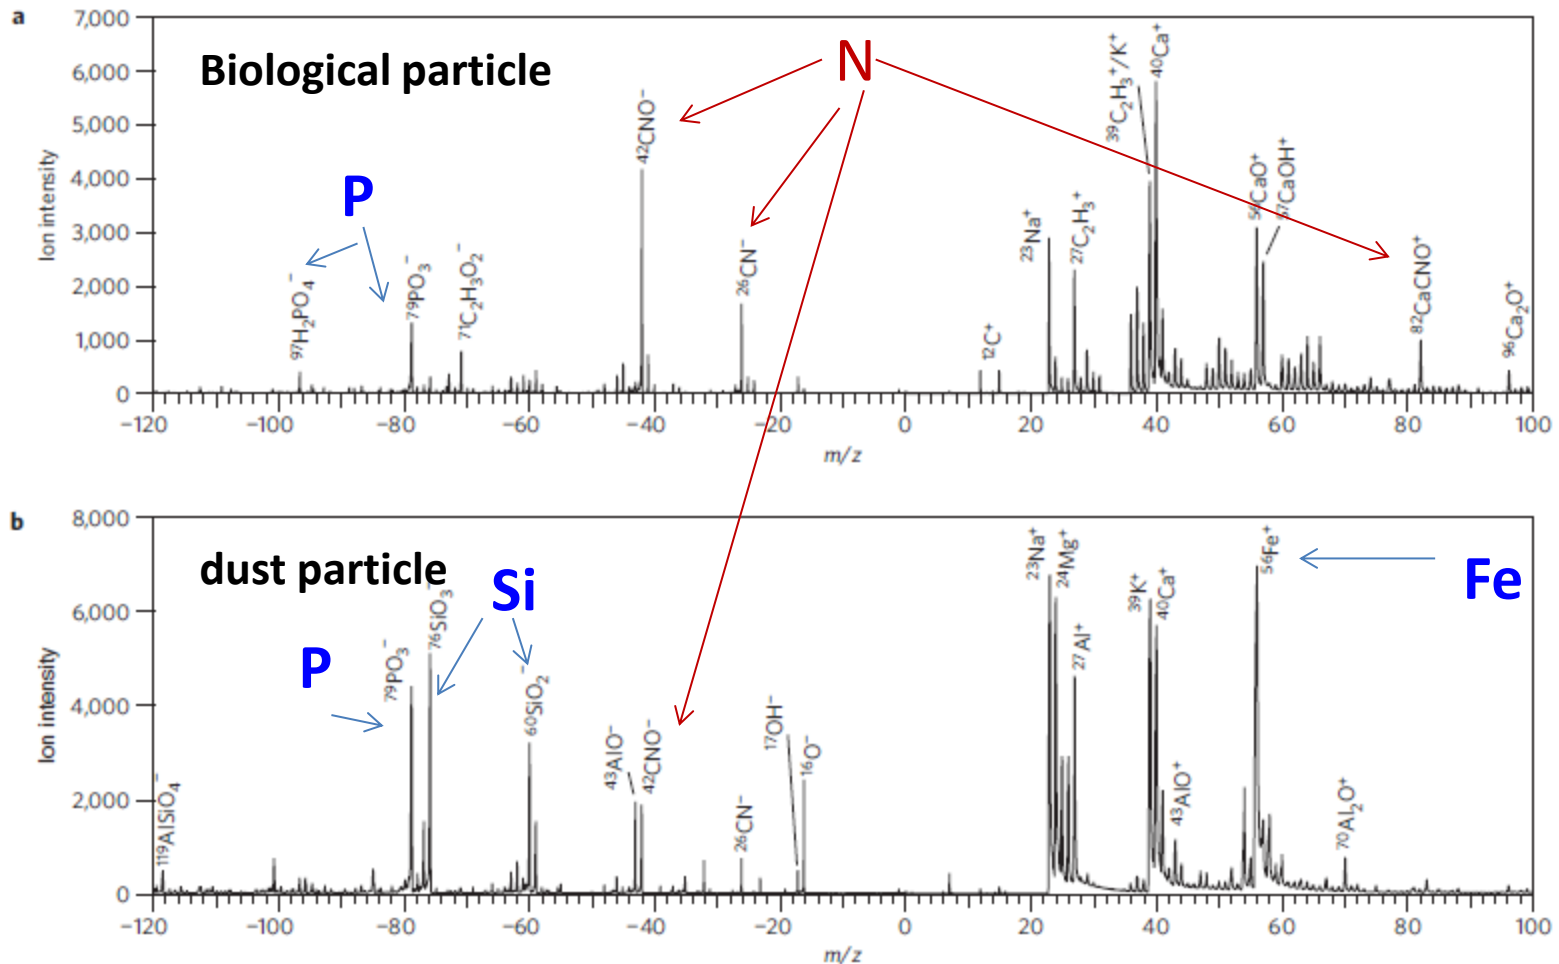 a
7,000
6,000
5,000
4,000
3,000
2,000
1,000
0
Ion intensity
Biological particle
N
P
⁹⁷H₂PO₄⁻
⁷⁹PO₃⁻
⁷¹C₂H₃O₂⁻
⁴²CNO⁻
²⁶CN⁻
¹²C⁺
²³Na⁺
²⁷C₂H₃⁺
³⁹C₂H₃⁺/K⁺
⁴⁰Ca⁺
⁵⁶CaO⁺
⁵⁷CaOH⁺
⁸²CaCNO⁺
⁹⁶Ca₂O⁺
−120 −100 −80 −60 −40 −20 0 20 40 60 80 100
m/z
b
8,000
6,000
4,000
2,000
0
Ion intensity
dust particle
Si
P
Fe
¹¹⁹AlSiO₄⁻
⁷⁹PO₃⁻
⁷⁶SiO₃⁻
⁶⁰SiO₂⁻
⁴³AlO⁻
⁴²CNO⁻
²⁶CN⁻
¹⁷OH⁻
¹⁶O⁻
²³Na⁺
²⁴Mg⁺
²⁷Al⁺
³⁹K⁺
⁴⁰Ca⁺
⁴³AlO⁺
⁵⁶Fe⁺
⁷⁰Al₂O⁺
−120 −100 −80 −60 −40 −20 0 20 40 60 80 100
m/z